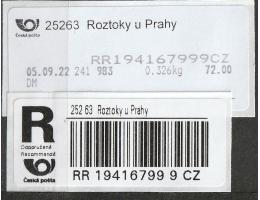 25263 Roztoky u Prahy
Česká pošta
RR194167999CZ
05.09.22 241 983 0.326kg 72.00
DM
252 63 Roztoky u Prahy
R
Doporučeně
Recommandé
Česká pošta
RR 19416799 9 CZ